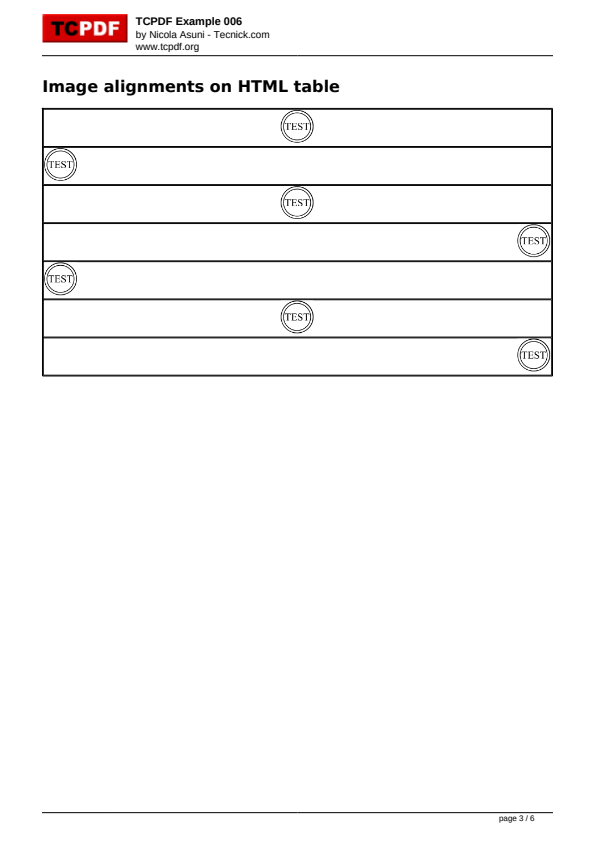 TCPDF
TCPDF Example 006
by Nicola Asuni - Tecnick.com
www.tcpdf.org
Image alignments on HTML table
TEST
TEST
TEST
TEST
TEST
TEST
TEST
page 3 / 6